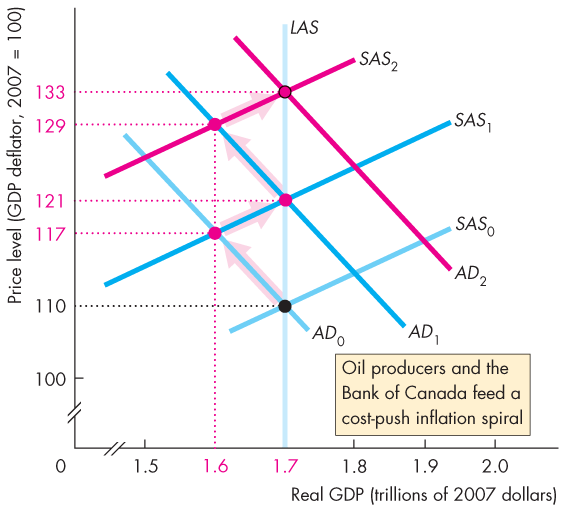 Price level (GDP deflator, 2007 = 100)
LAS
SAS2
133
129
SAS1
121
SAS0
117
AD2
110
AD0
AD1
Oil producers and the
Bank of Canada feed a
cost-push inflation spiral
100
0 1.5 1.6 1.7 1.8 1.9 2.0
Real GDP (trillions of 2007 dollars)